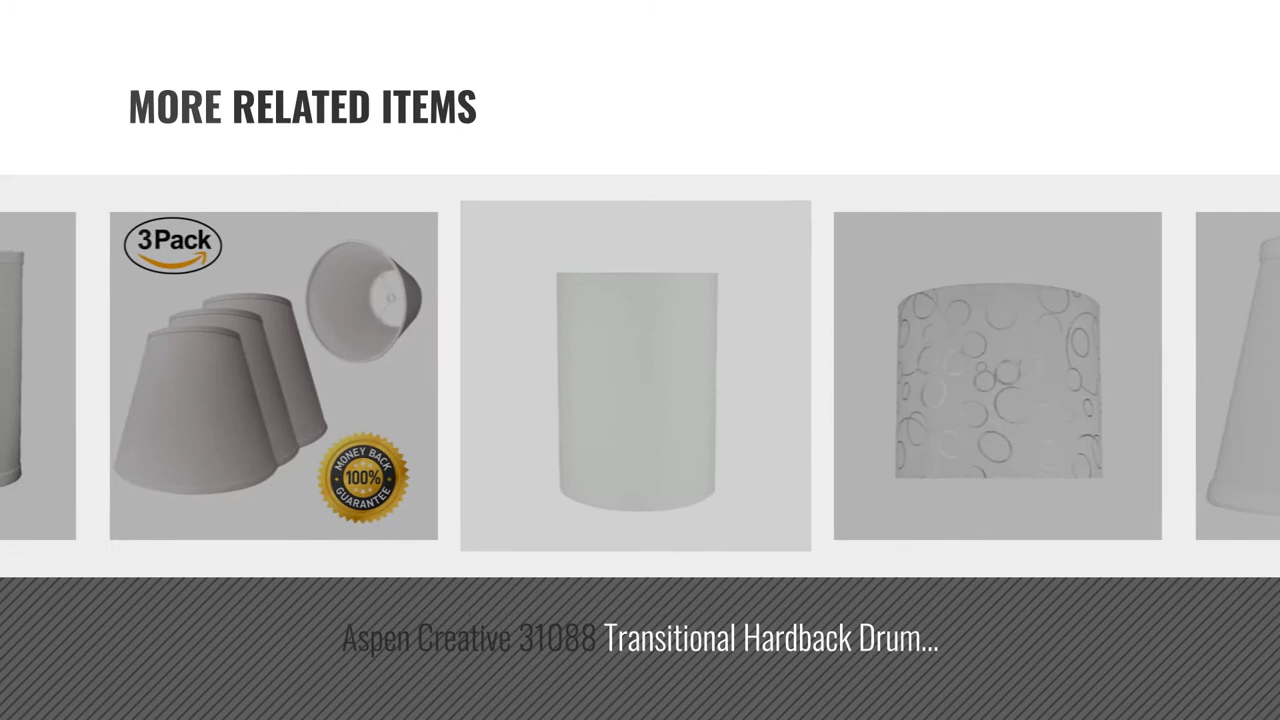 MORE RELATED ITEMS
3Pack
MONEY BACK
100%
GUARANTEE
Aspen Creative 31088 Transitional Hardback Drum...